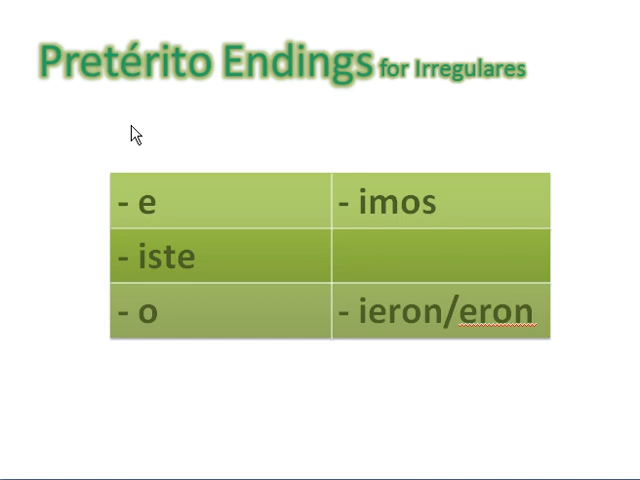 Pretérito Endings for Irregulares
- e - imos
- iste
- o - ieron/eron